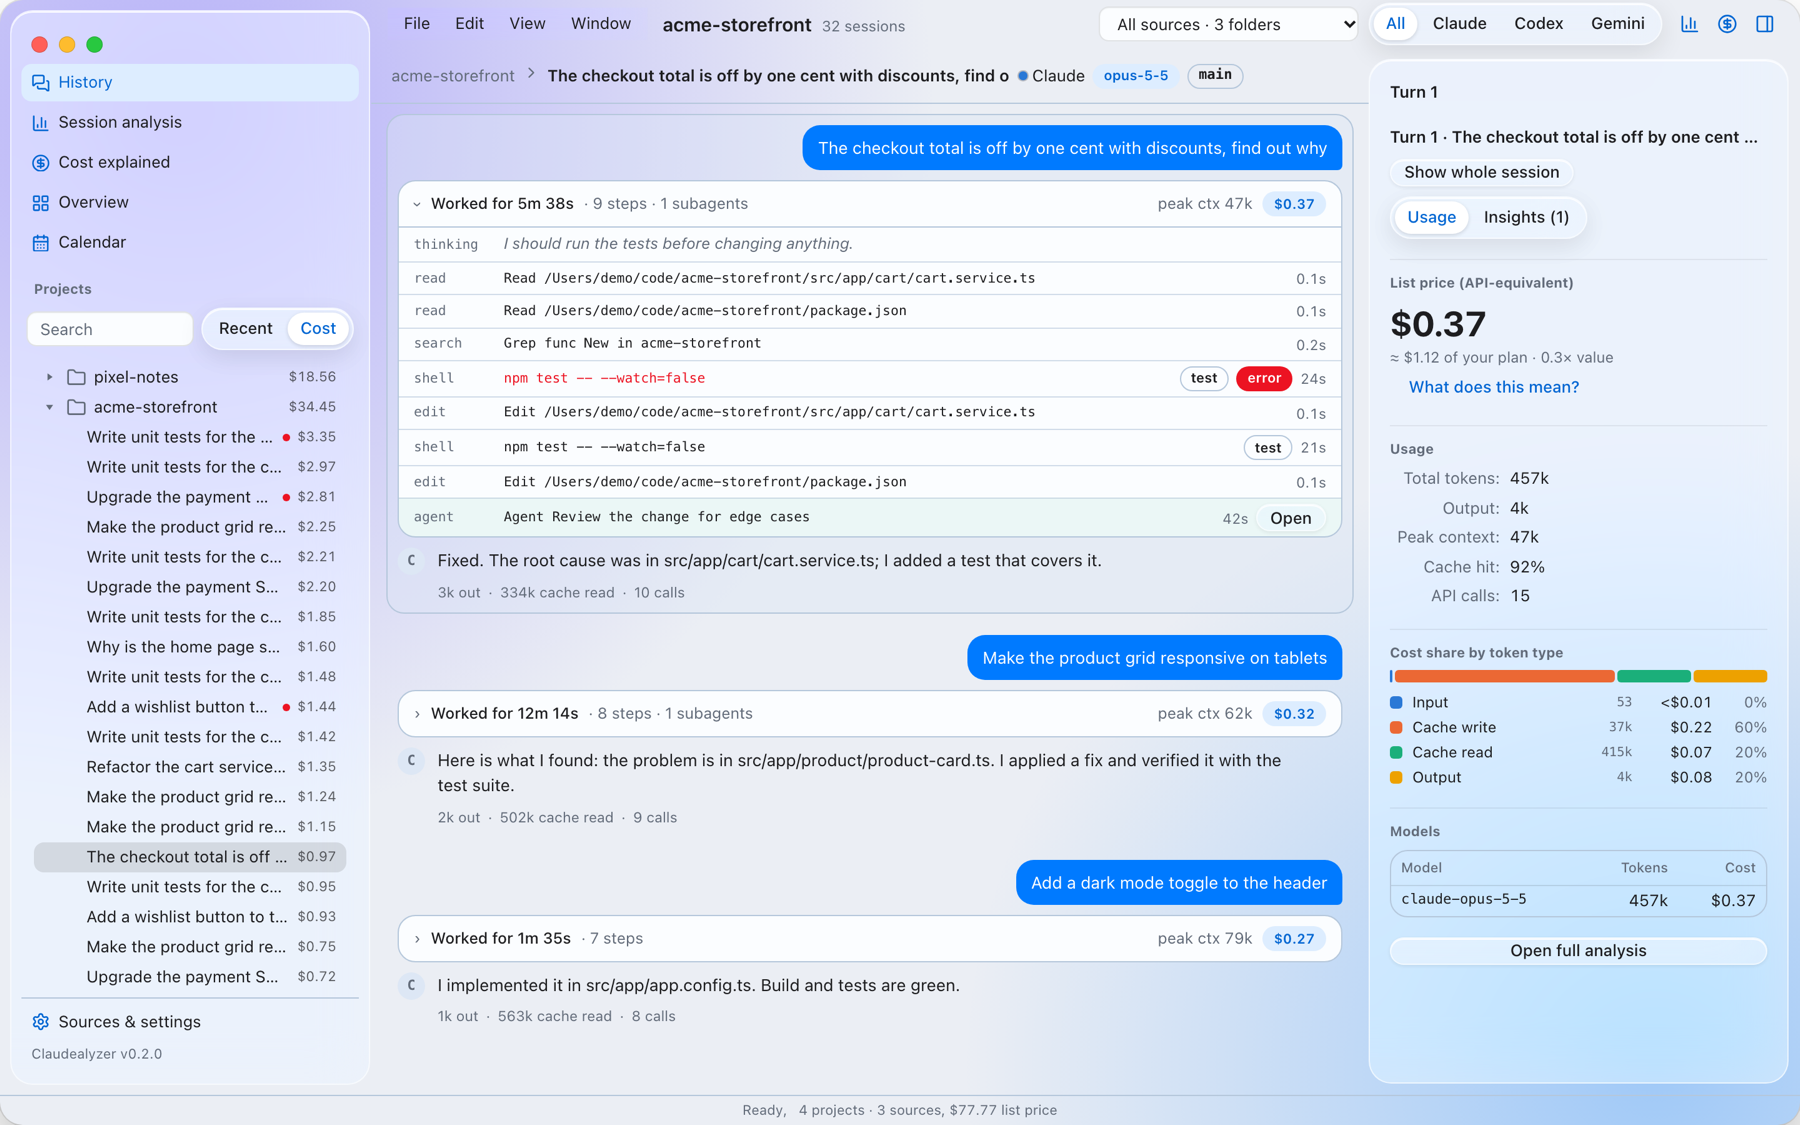 File Edit View Window acme-storefront 32 sessions All sources · 3 folders All Claude Codex Gemini
History
Session analysis
Cost explained
Overview
Calendar
Projects
Search Recent Cost
pixel-notes $18.56
acme-storefront $34.45
Write unit tests for the ... $3.35
Write unit tests for the c... $2.97
Upgrade the payment ... $2.81
Make the product grid re... $2.25
Write unit tests for the c... $2.21
Upgrade the payment S... $2.20
Write unit tests for the c... $1.85
Why is the home page s... $1.60
Write unit tests for the c... $1.48
Add a wishlist button t... $1.44
Write unit tests for the c... $1.42
Refactor the cart service... $1.35
Make the product grid re... $1.24
Make the product grid re... $1.15
The checkout total is off ... $0.97
Write unit tests for the c... $0.95
Add a wishlist button to t... $0.93
Make the product grid re... $0.75
Upgrade the payment S... $0.72
Sources & settings
Claudealyzer v0.2.0
acme-storefront > The checkout total is off by one cent with discounts, find o Claude opus-5-5 main
The checkout total is off by one cent with discounts, find out why
Worked for 5m 38s · 9 steps · 1 subagents peak ctx 47k $0.37
thinking I should run the tests before changing anything.
read Read /Users/demo/code/acme-storefront/src/app/cart/cart.service.ts 0.1s
read Read /Users/demo/code/acme-storefront/package.json 0.1s
search Grep func New in acme-storefront 0.2s
shell npm test -- --watch=false test error 24s
edit Edit /Users/demo/code/acme-storefront/src/app/cart/cart.service.ts 0.1s
shell npm test -- --watch=false test 21s
edit Edit /Users/demo/code/acme-storefront/package.json 0.1s
agent Agent Review the change for edge cases 42s Open
C Fixed. The root cause was in src/app/cart/cart.service.ts; I added a test that covers it.
3k out · 334k cache read · 10 calls
Make the product grid responsive on tablets
Worked for 12m 14s · 8 steps · 1 subagents peak ctx 62k $0.32
C Here is what I found: the problem is in src/app/product/product-card.ts. I applied a fix and verified it with the
test suite.
2k out · 502k cache read · 9 calls
Add a dark mode toggle to the header
Worked for 1m 35s · 7 steps peak ctx 79k $0.27
C I implemented it in src/app/app.config.ts. Build and tests are green.
1k out · 563k cache read · 8 calls
Turn 1
Turn 1 · The checkout total is off by one cent ...
Show whole session
Usage Insights (1)
List price (API-equivalent)
$0.37
≈ $1.12 of your plan · 0.3× value
What does this mean?
Usage
Total tokens: 457k
Output: 4k
Peak context: 47k
Cache hit: 92%
API calls: 15
Cost share by token type
Input 53 <$0.01 0%
Cache write 37k $0.22 60%
Cache read 415k $0.07 20%
Output 4k $0.08 20%
Models
Model Tokens Cost
claude-opus-5-5 457k $0.37
Open full analysis
Ready, 4 projects · 3 sources, $77.77 list price